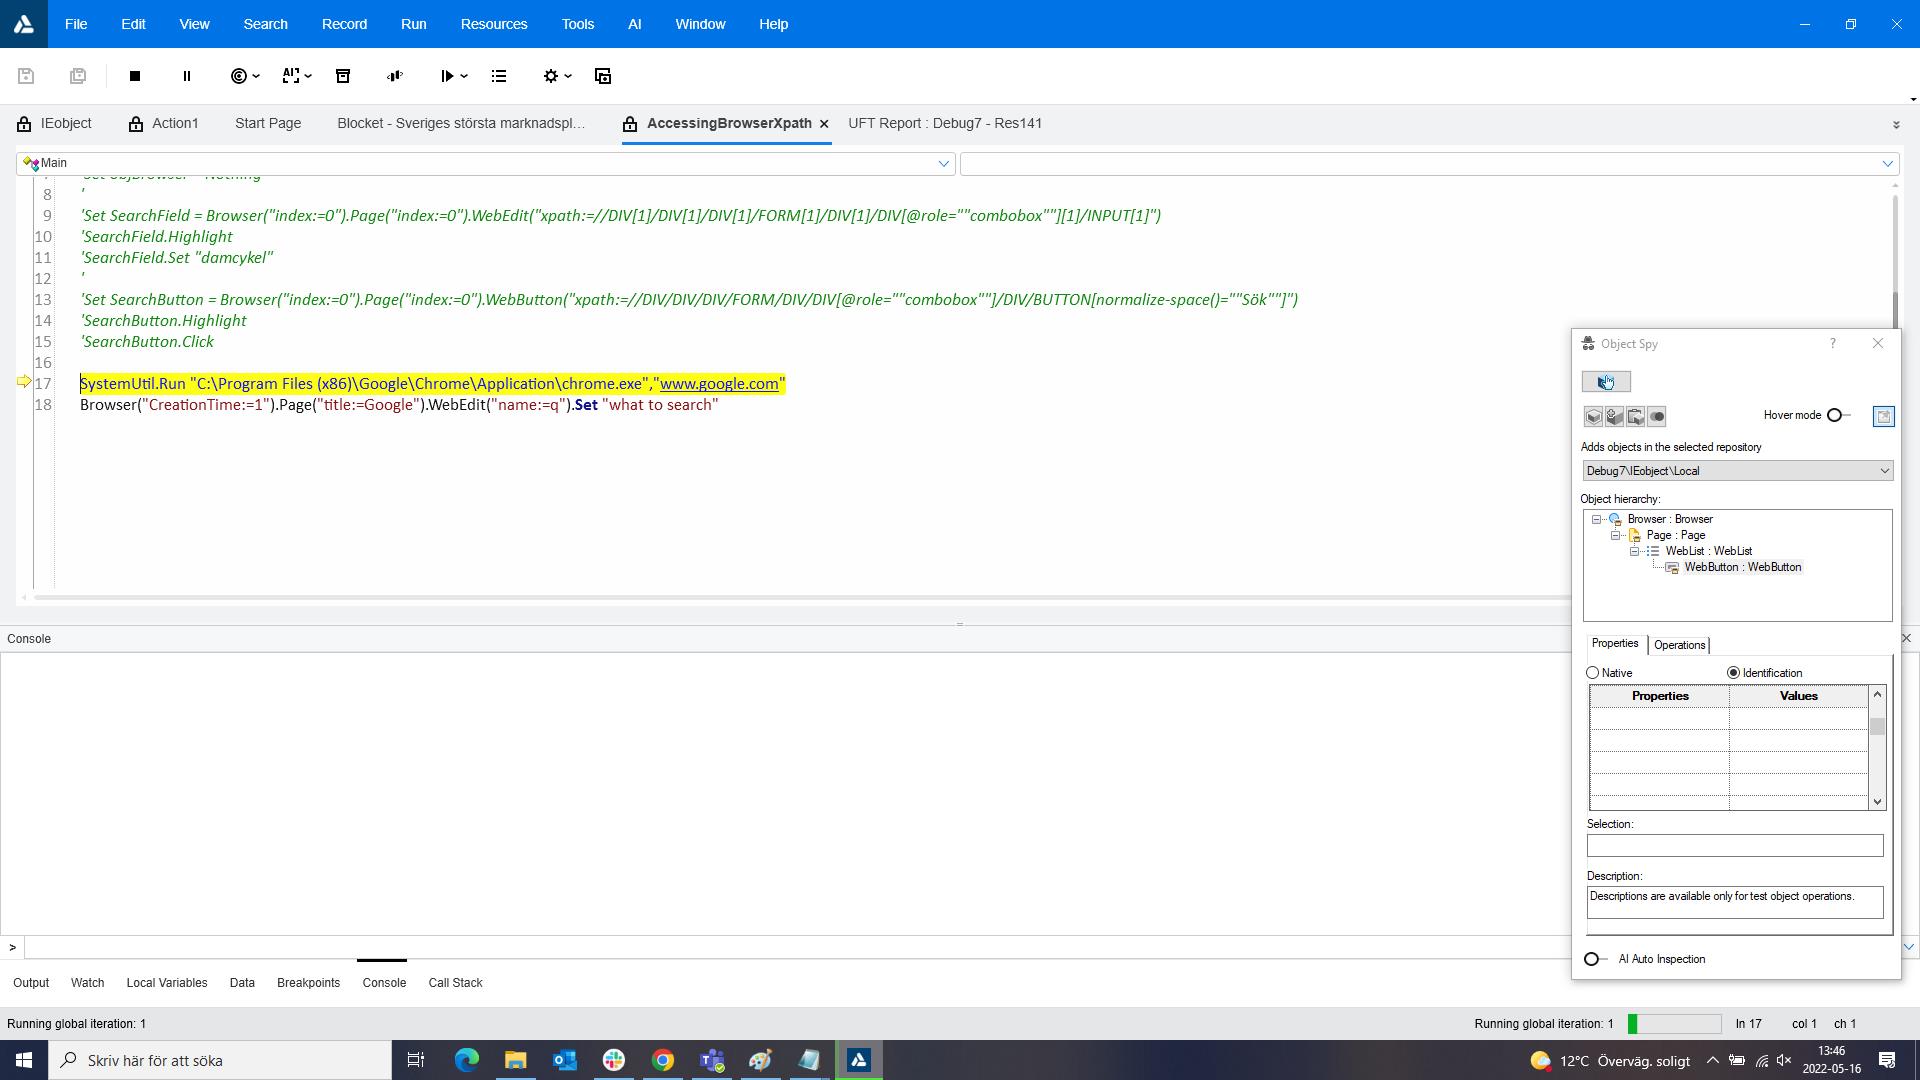 File Edit View Search Record Run Resources Tools AI Window Help
IEobject Action1 Start Page Blocket - Sveriges största marknadspl... AccessingBrowserXpath UFT Report : Debug7 - Res141
Main
8 '
9 'Set SearchField = Browser("index:=0").Page("index:=0").WebEdit("xpath:=//DIV[1]/DIV[1]/DIV[1]/FORM[1]/DIV[1]/DIV[@role=""combobox""][1]/INPUT[1]")
10 'SearchField.Highlight
11 'SearchField.Set "damcykel"
12 '
13 'Set SearchButton = Browser("index:=0").Page("index:=0").WebButton("xpath:=//DIV/DIV/DIV/FORM/DIV/DIV[@role=""combobox""]/DIV/BUTTON[normalize-space()=""Sök""]")
14 'SearchButton.Highlight
15 'SearchButton.Click
16
17 SystemUtil.Run "C:\Program Files (x86)\Google\Chrome\Application\chrome.exe","www.google.com"
18 Browser("CreationTime:=1").Page("title:=Google").WebEdit("name:=q").Set "what to search"
Object Spy ?
Hover mode
Adds objects in the selected repository
Debug7\IEobject\Local
Object hierarchy:
Browser : Browser
Page : Page
WebList : WebList
WebButton : WebButton
Properties Operations
Native Identification
Properties Values
Selection:
Description:
Descriptions are available only for test object operations.
AI Auto Inspection
Console
>
Output Watch Local Variables Data Breakpoints Console Call Stack
Running global iteration: 1 Running global iteration: 1 ln 17 col 1 ch 1
Skriv här för att söka 12°C Överväg. soligt 13:46
2022-05-16